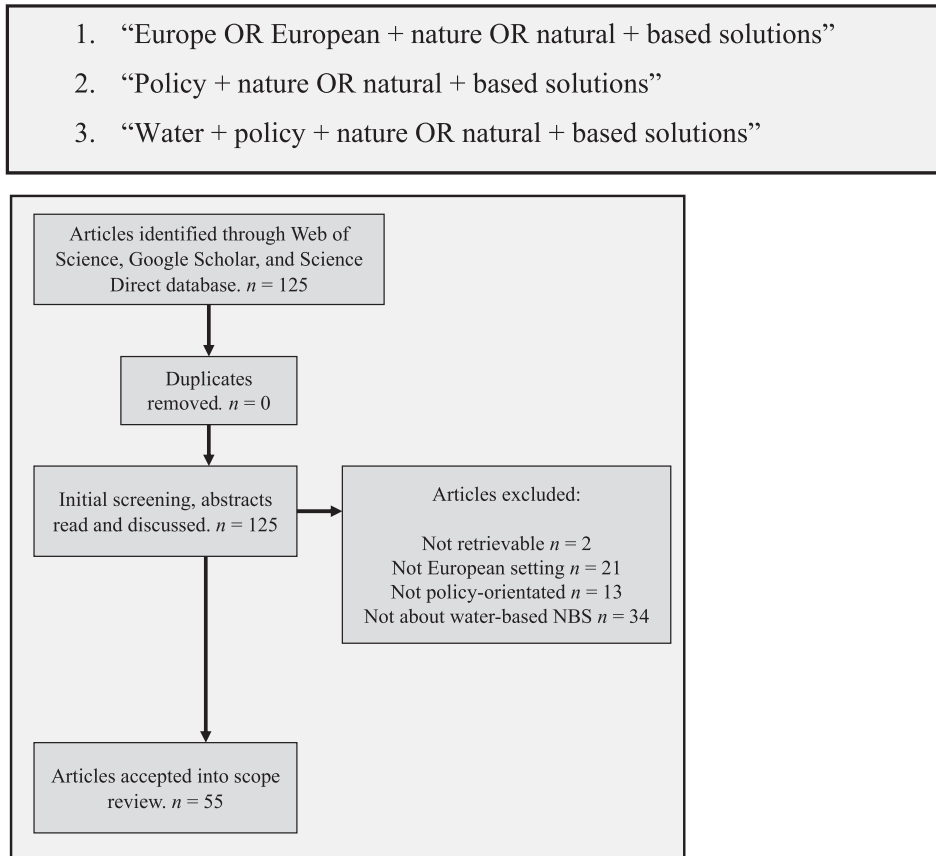 1. “Europe OR European + nature OR natural + based solutions”
2. “Policy + nature OR natural + based solutions”
3. “Water + policy + nature OR natural + based solutions”
Articles identified through Web of
Science, Google Scholar, and Science
Direct database. n = 125
Duplicates
removed. n = 0
Initial screening, abstracts
read and discussed. n = 125
Articles excluded:
Not retrievable n = 2
Not European setting n = 21
Not policy-orientated n = 13
Not about water-based NBS n = 34
Articles accepted into scope
review. n = 55